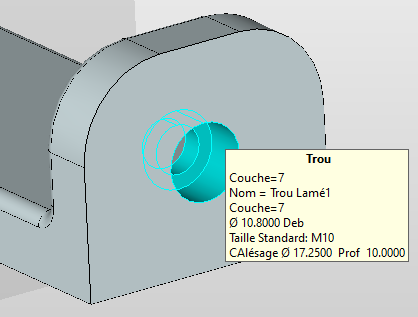 Trou
Couche=7
Nom = Trou Lamé1
Couche=7
Ø 10.8000 Deb
Taille Standard: M10
CAlésage Ø 17.2500 Prof 10.0000